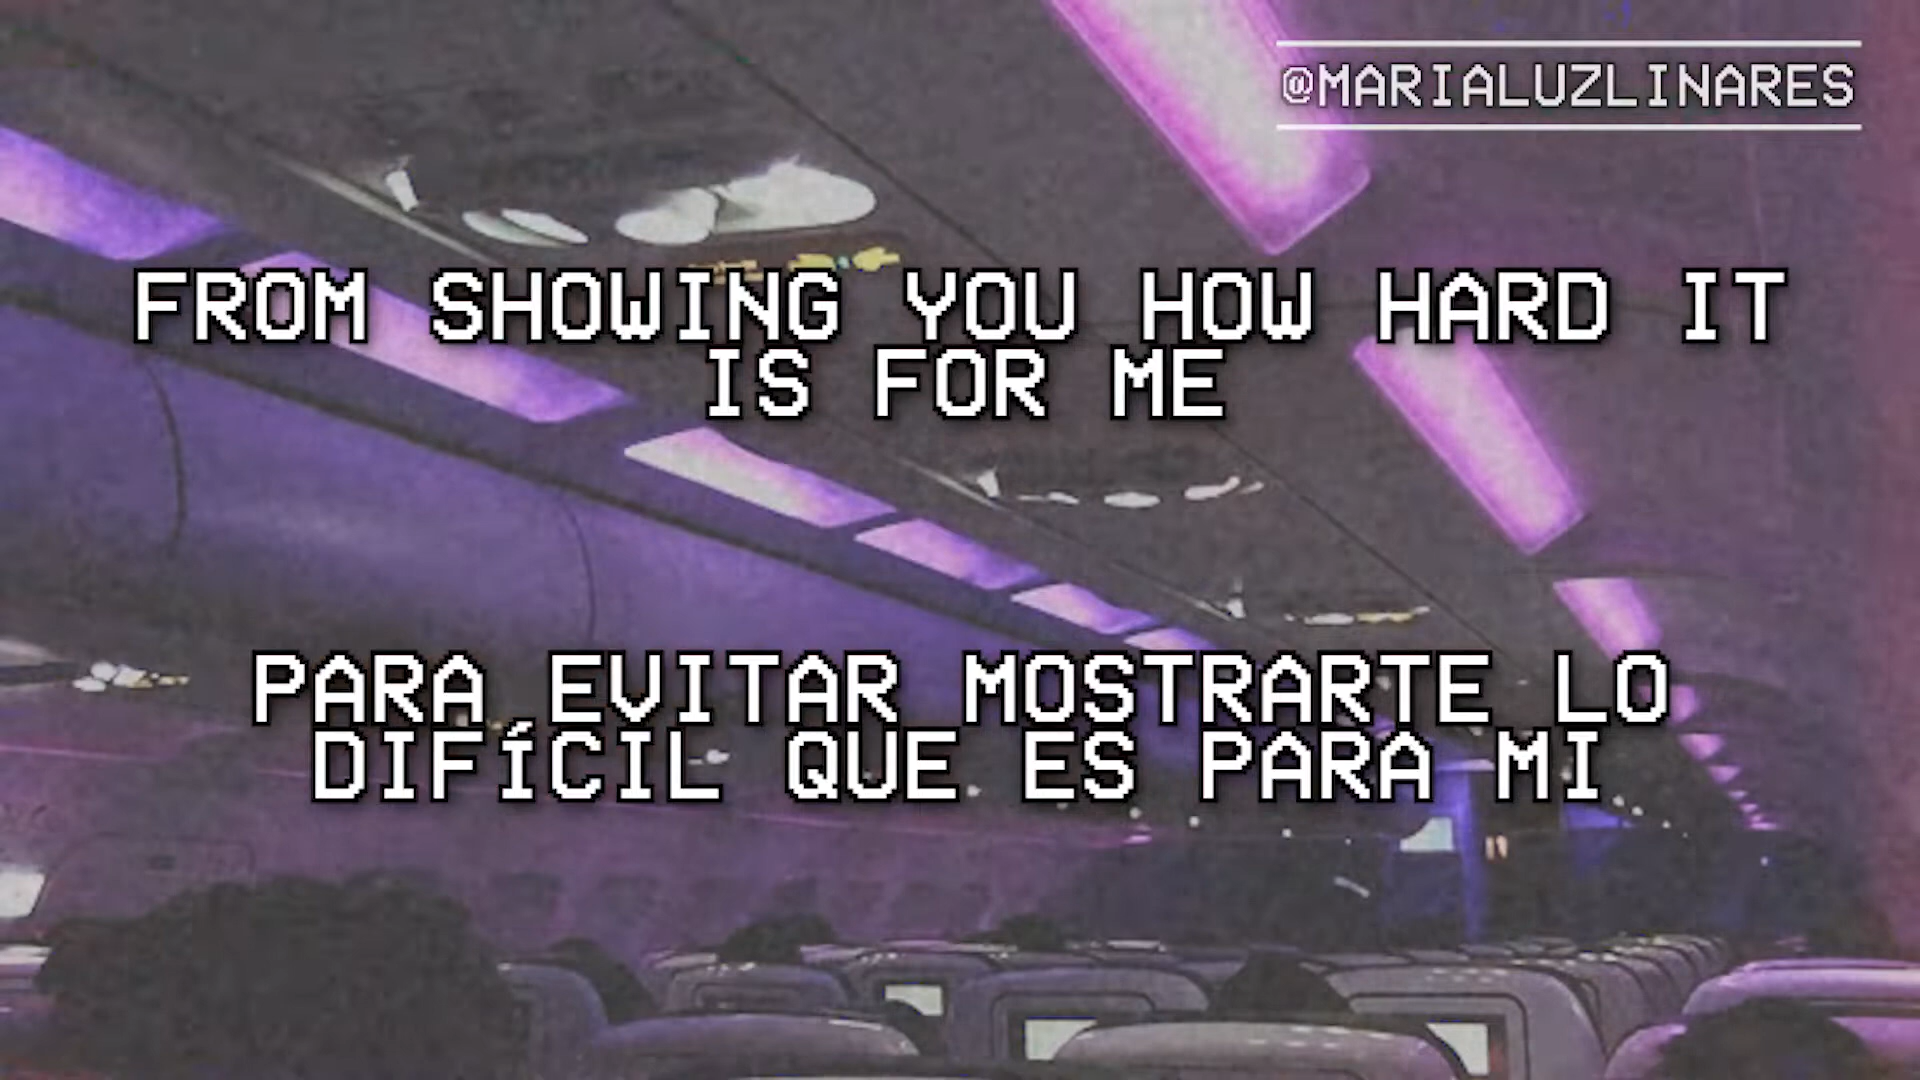 @MARIALUZLINARES
FROM SHOWING YOU HOW HARD IT
IS FOR ME
PARA EVITAR MOSTRARTE LO
DIFíCIL QUE ES PARA MI